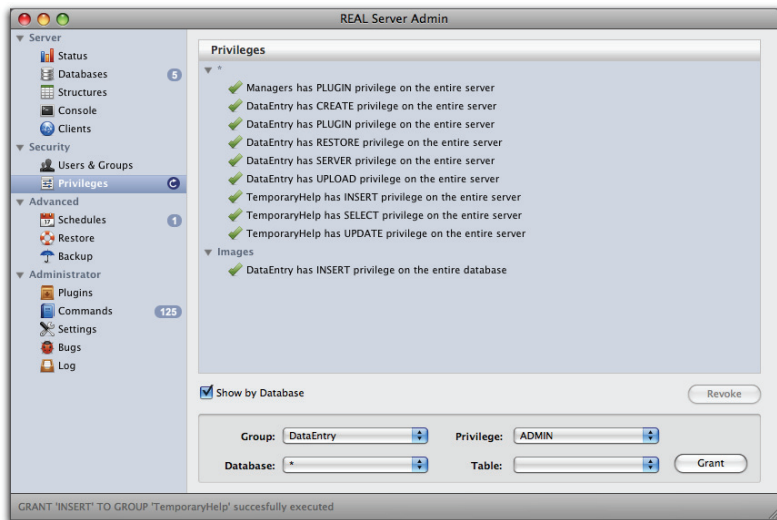 REAL Server Admin
Server
Status
Databases 5
Structures
Console
Clients
Security
Users & Groups
Privileges C
Advanced
Schedules 1
Restore
Backup
Administrator
Plugins
Commands 125
Settings
Bugs
Log
Privileges
*
Managers has PLUGIN privilege on the entire server
DataEntry has CREATE privilege on the entire server
DataEntry has PLUGIN privilege on the entire server
DataEntry has RESTORE privilege on the entire server
DataEntry has SERVER privilege on the entire server
DataEntry has UPLOAD privilege on the entire server
TemporaryHelp has INSERT privilege on the entire server
TemporaryHelp has SELECT privilege on the entire server
TemporaryHelp has UPDATE privilege on the entire server
Images
DataEntry has INSERT privilege on the entire database
Show by Database
Revoke
Group: DataEntry Privilege: ADMIN
Database: * Table: Grant
GRANT 'INSERT' TO GROUP 'TemporaryHelp' succesfully executed